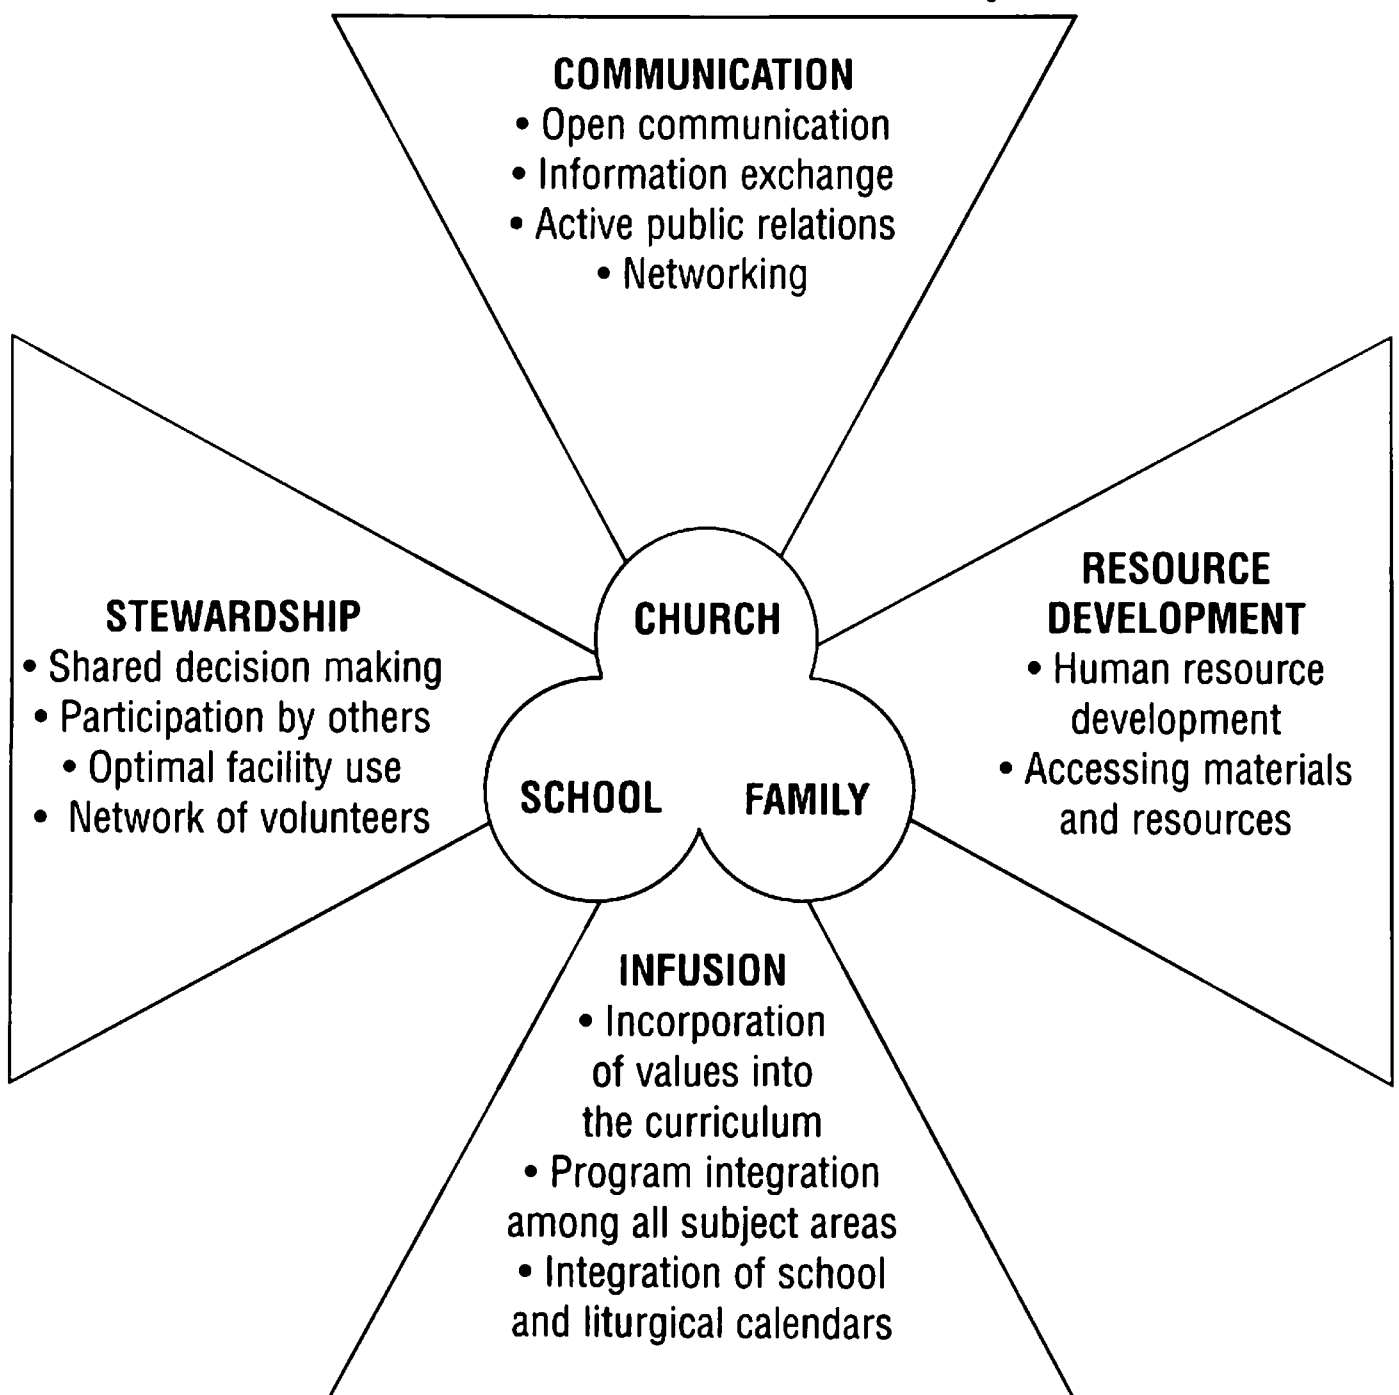 COMMUNICATION
• Open communication
• Information exchange
• Active public relations
• Networking
STEWARDSHIP
• Shared decision making
• Participation by others
• Optimal facility use
• Network of volunteers
CHURCH
SCHOOL
FAMILY
RESOURCE
DEVELOPMENT
• Human resource
development
• Accessing materials
and resources
INFUSION
• Incorporation
of values into
the curriculum
• Program integration
among all subject areas
• Integration of school
and liturgical calendars